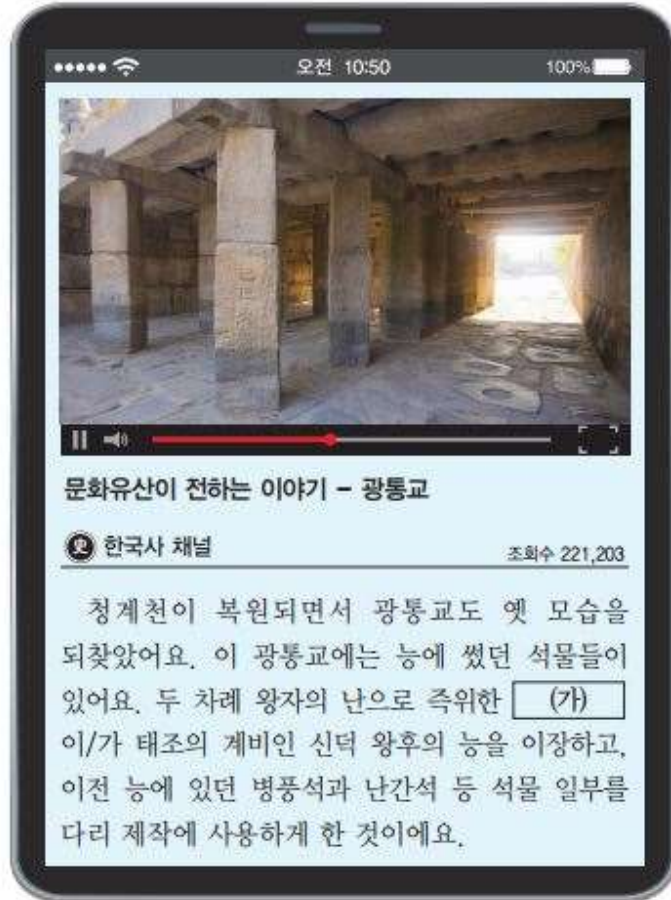 오전 10:50
100%
문화유산이 전하는 이야기 - 광통교
史 한국사 채널
조회수 221,203
청계천이 복원되면서 광통교도 옛 모습을
되찾았어요. 이 광통교에는 능에 썼던 석물들이
있어요. 두 차례 왕자의 난으로 즉위한 (가)
이/가 태조의 계비인 신덕 왕후의 능을 이장하고,
이전 능에 있던 병풍석과 난간석 등 석물 일부를
다리 제작에 사용하게 한 것이에요.